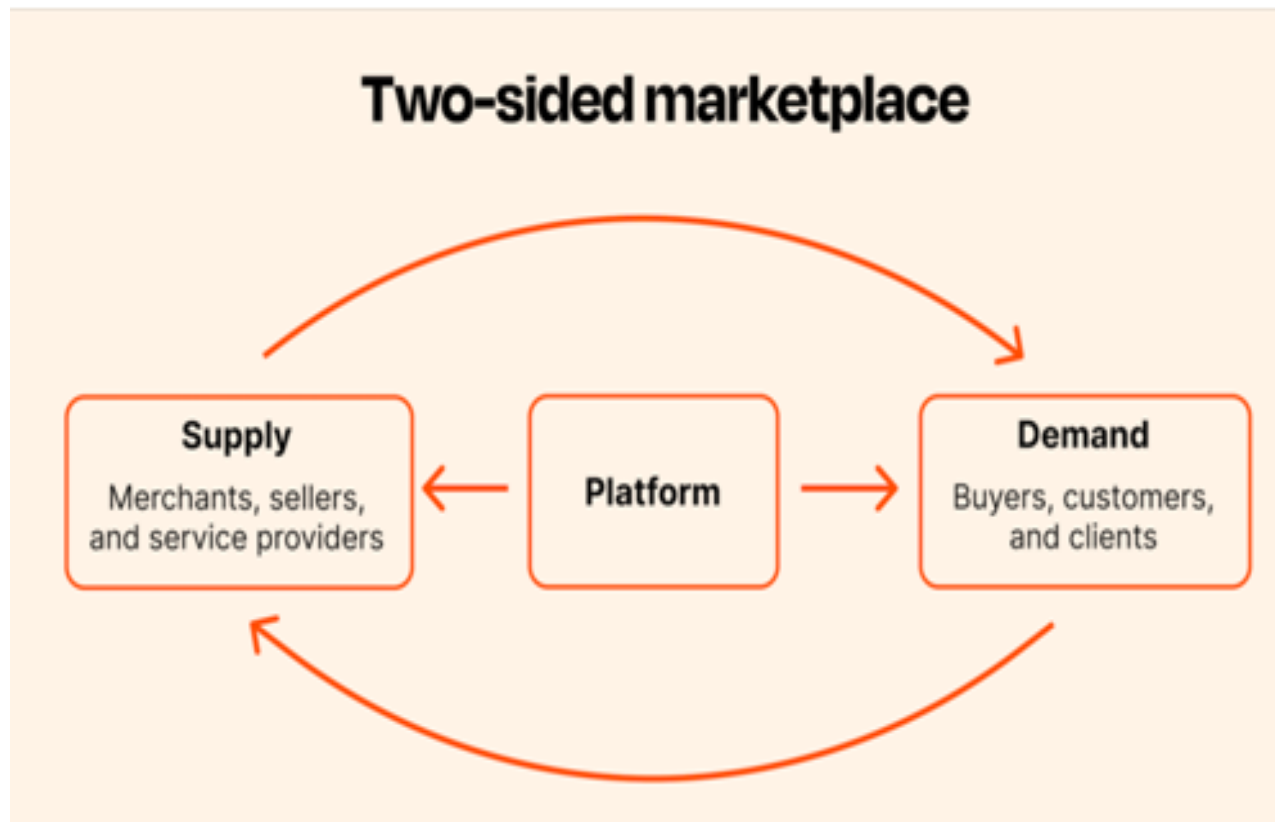 Two-sided marketplace
Supply
Merchants, sellers,
and service providers
Platform
Demand
Buyers, customers,
and clients